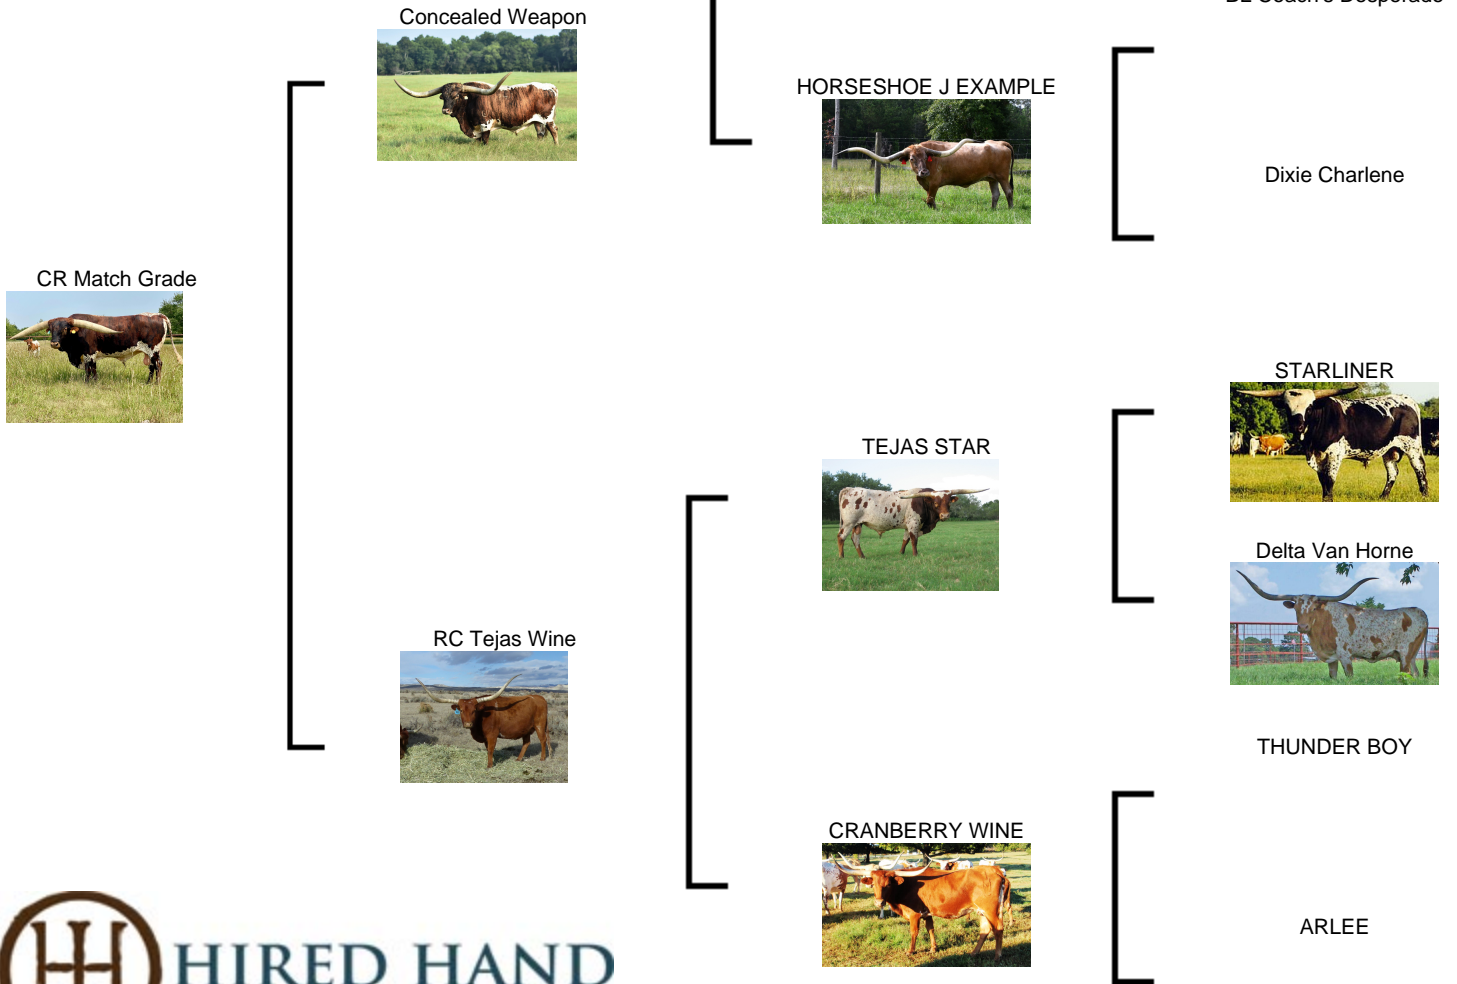 Concealed Weapon
HORSESHOE J EXAMPLE
Dixie Charlene
CR Match Grade
STARLINER
TEJAS STAR
Delta Van Horne
RC Tejas Wine
THUNDER BOY
CRANBERRY WINE
ARLEE
HIRED HAND